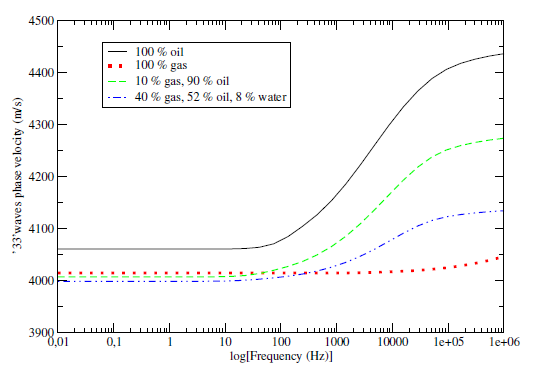 4500
4400
4300
4200
4100
4000
3900
'33'waves phase velocity (m/s)
100 % oil
100 % gas
10 % gas, 90 % oil
40 % gas, 52 % oil, 8 % water
0,01 0,1 1 10 100 1000 10000 1e+05 1e+06
log[Frequency (Hz)]